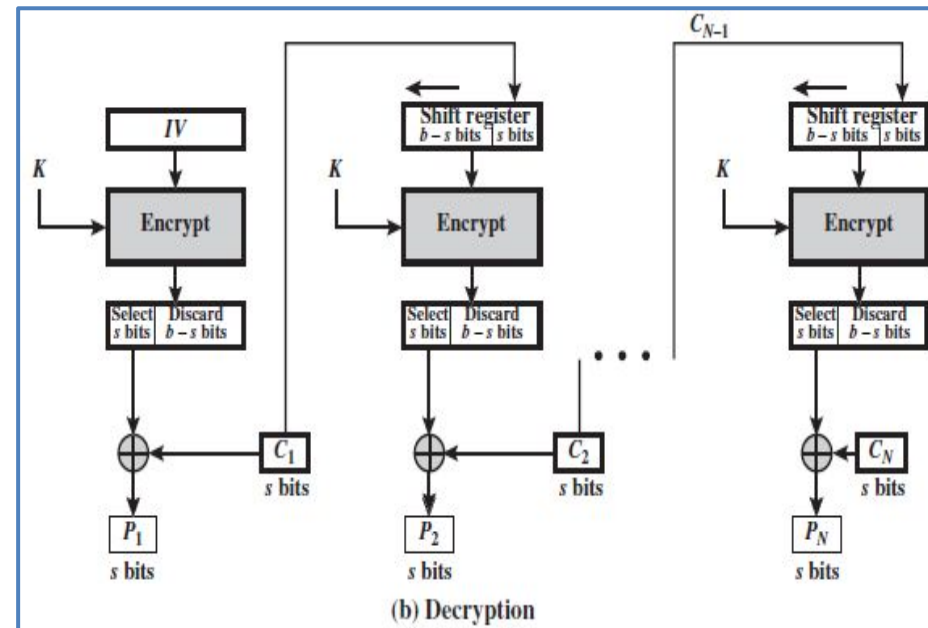 C_{N-1}
IV
Shift register
b – s bits s bits
Shift register
b – s bits s bits
K
K
K
Encrypt
Encrypt
Encrypt
Select Discard
s bits b – s bits
Select Discard
s bits b – s bits
Select Discard
s bits b – s bits
• • •
C_1
s bits
C_2
s bits
C_N
s bits
P_1
s bits
P_2
s bits
P_N
s bits
(b) Decryption